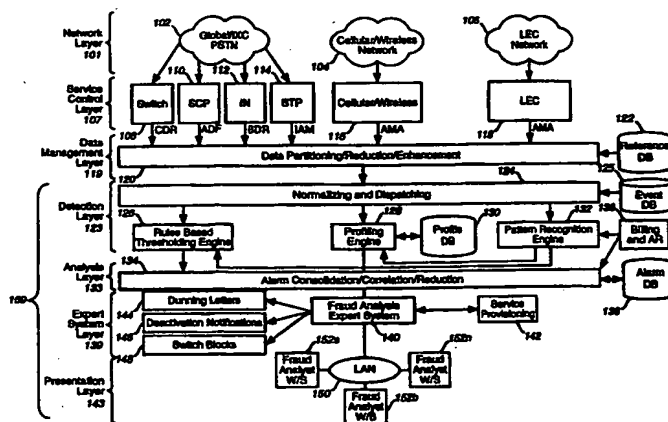 Network Layer 101
102
Global/IXC PSTN
104
Cellular/Wireless Network
106
LEC Network
Service Control Layer 107
110
112
114
Switch
SCP
IN
STP
Cellular/Wireless
LEC
108
CDR
ADF
SDR
IAM
116
AMA
118
AMA
122
Reference DB
Data Management Layer 119
120
Data Partitioning/Reduction/Enhancement
124
125
Event DB
Normalizing and Dispatching
Detection Layer 123
126
Rules Based Thresholding Engine
128
Profiling Engine
130
Profile DB
132
Pattern Recognition Engine
Billing and AR
Analysis Layer 133
134
Alarm Consolidation/Correlation/Reduction
Alarm DB
138
159
Expert System Layer 139
144
Dunning Letters
Deactivation Notifications
Switch Blocks
148
Fraud Analysis Expert System
140
Service Provisioning
142
Presentation Layer 143
152a
Fraud Analyst W/S
LAN
150
152n
Fraud Analyst W/S
Fraud Analyst W/S
152b